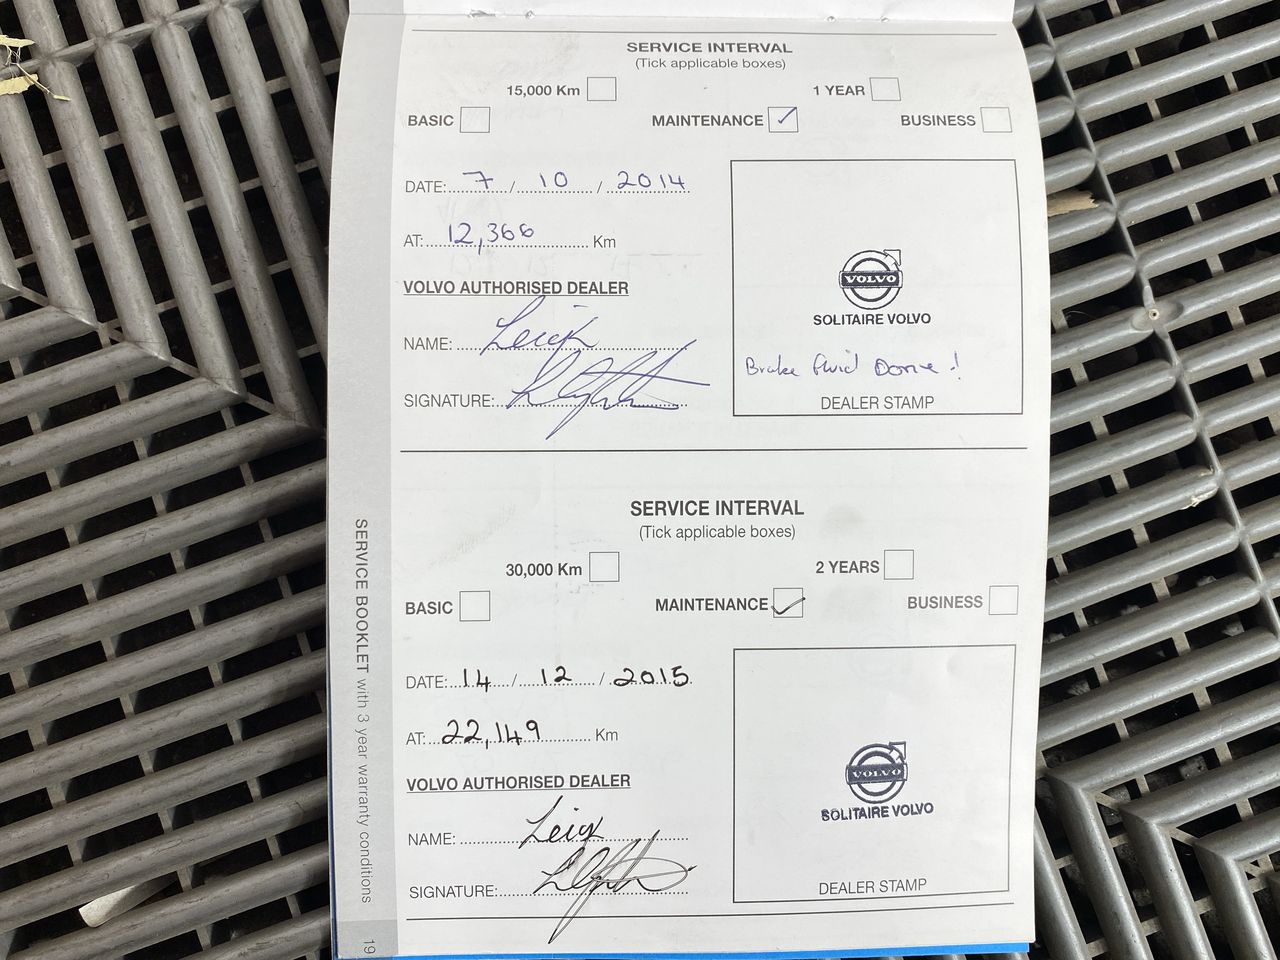 SERVICE INTERVAL
(Tick applicable boxes)
15,000 Km 1 YEAR
BASIC MAINTENANCE ✓ BUSINESS
DATE: 7 / 10 / 2014
AT: 12,366 Km
VOLVO AUTHORISED DEALER
NAME: Leigh
SIGNATURE:
VOLVO
SOLITAIRE VOLVO
Brake fluid Done!
DEALER STAMP
SERVICE INTERVAL
(Tick applicable boxes)
30,000 Km 2 YEARS
BASIC MAINTENANCE ✓ BUSINESS
DATE: 14 / 12 / 2015
AT: 22,149 Km
VOLVO AUTHORISED DEALER
NAME: Leigh
SIGNATURE:
VOLVO
SOLITAIRE VOLVO
DEALER STAMP
SERVICE BOOKLET with 3 year warranty conditions
19